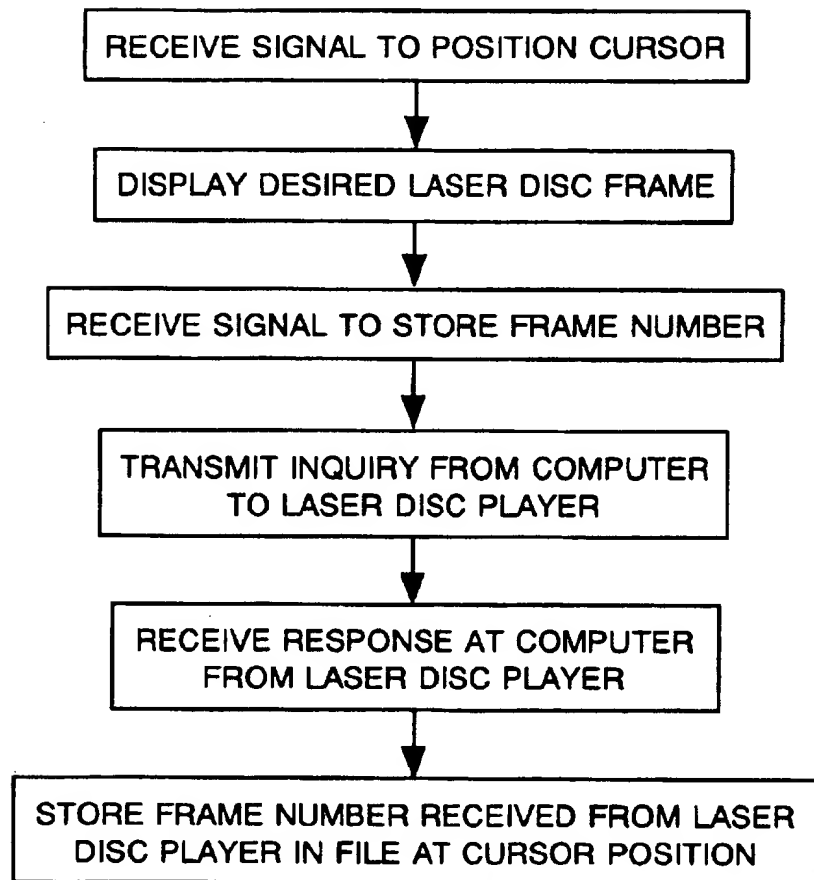 RECEIVE SIGNAL TO POSITION CURSOR
DISPLAY DESIRED LASER DISC FRAME
RECEIVE SIGNAL TO STORE FRAME NUMBER
TRANSMIT INQUIRY FROM COMPUTER
TO LASER DISC PLAYER
RECEIVE RESPONSE AT COMPUTER
FROM LASER DISC PLAYER
STORE FRAME NUMBER RECEIVED FROM LASER
DISC PLAYER IN FILE AT CURSOR POSITION